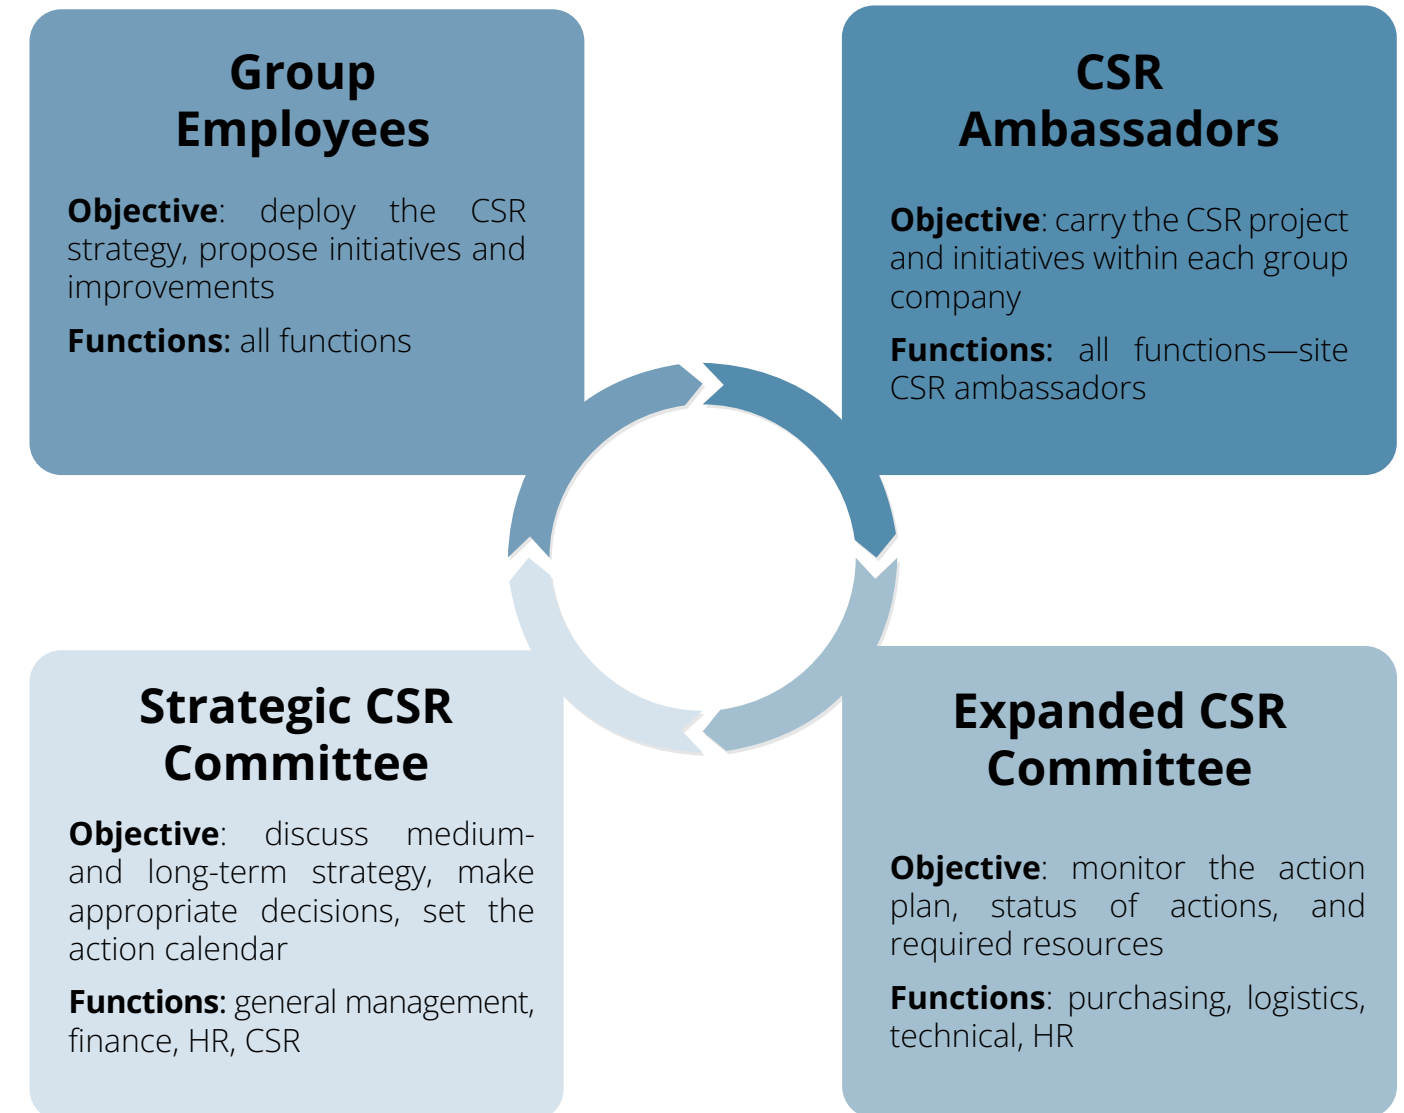 Group
Employees
Objective: deploy the CSR
strategy, propose initiatives and
improvements
Functions: all functions
CSR
Ambassadors
Objective: carry the CSR project
and initiatives within each group
company
Functions: all functions—site
CSR ambassadors
Strategic CSR
Committee
Objective: discuss medium-
and long-term strategy, make
appropriate decisions, set the
action calendar
Functions: general management,
finance, HR, CSR
Expanded CSR
Committee
Objective: monitor the action
plan, status of actions, and
required resources
Functions: purchasing, logistics,
technical, HR